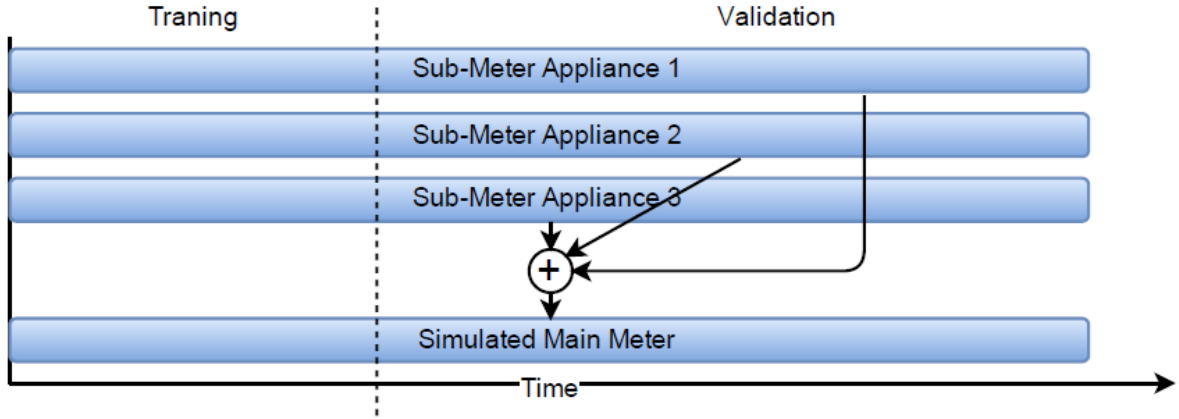 Traning
Validation
Sub-Meter Appliance 1
Sub-Meter Appliance 2
Sub-Meter Appliance 3
+
Simulated Main Meter
Time